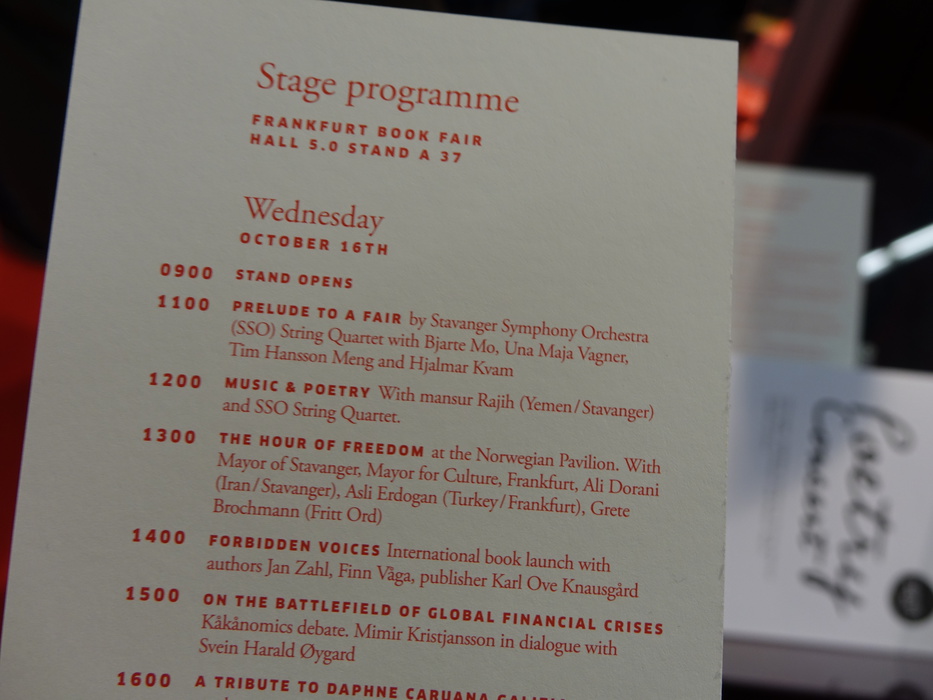 Stage programme
FRANKFURT BOOK FAIR
HALL 5.0 STAND A 37
Wednesday
OCTOBER 16TH
0900 STAND OPENS
1100 PRELUDE TO A FAIR by Stavanger Symphony Orchestra
(SSO) String Quartet with Bjarte Mo, Una Maja Vagner,
Tim Hansson Meng and Hjalmar Kvam
1200 MUSIC & POETRY With mansur Rajih (Yemen/Stavanger)
and SSO String Quartet.
1300 THE HOUR OF FREEDOM at the Norwegian Pavilion. With
Mayor of Stavanger, Mayor for Culture, Frankfurt, Ali Dorani
(Iran/Stavanger), Asli Erdogan (Turkey/Frankfurt), Grete
Brochmann (Fritt Ord)
1400 FORBIDDEN VOICES International book launch with
authors Jan Zahl, Finn Våga, publisher Karl Ove Knausgård
1500 ON THE BATTLEFIELD OF GLOBAL FINANCIAL CRISES
Kåkånomics debate. Mimir Kristjansson in dialogue with
Svein Harald Øygard
1600 A TRIBUTE TO DAPHNE CARUANA
Poetry